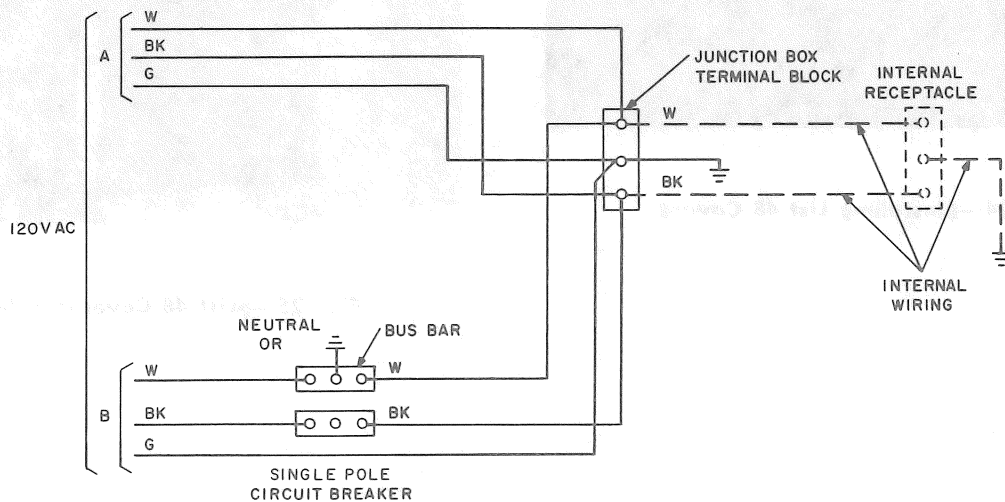 W
A
BK
G
JUNCTION BOX
TERMINAL BLOCK
INTERNAL
RECEPTACLE
W
BK
120V AC
INTERNAL
WIRING
NEUTRAL
OR
BUS BAR
W
W
B
BK
BK
G
SINGLE POLE
CIRCUIT BREAKER